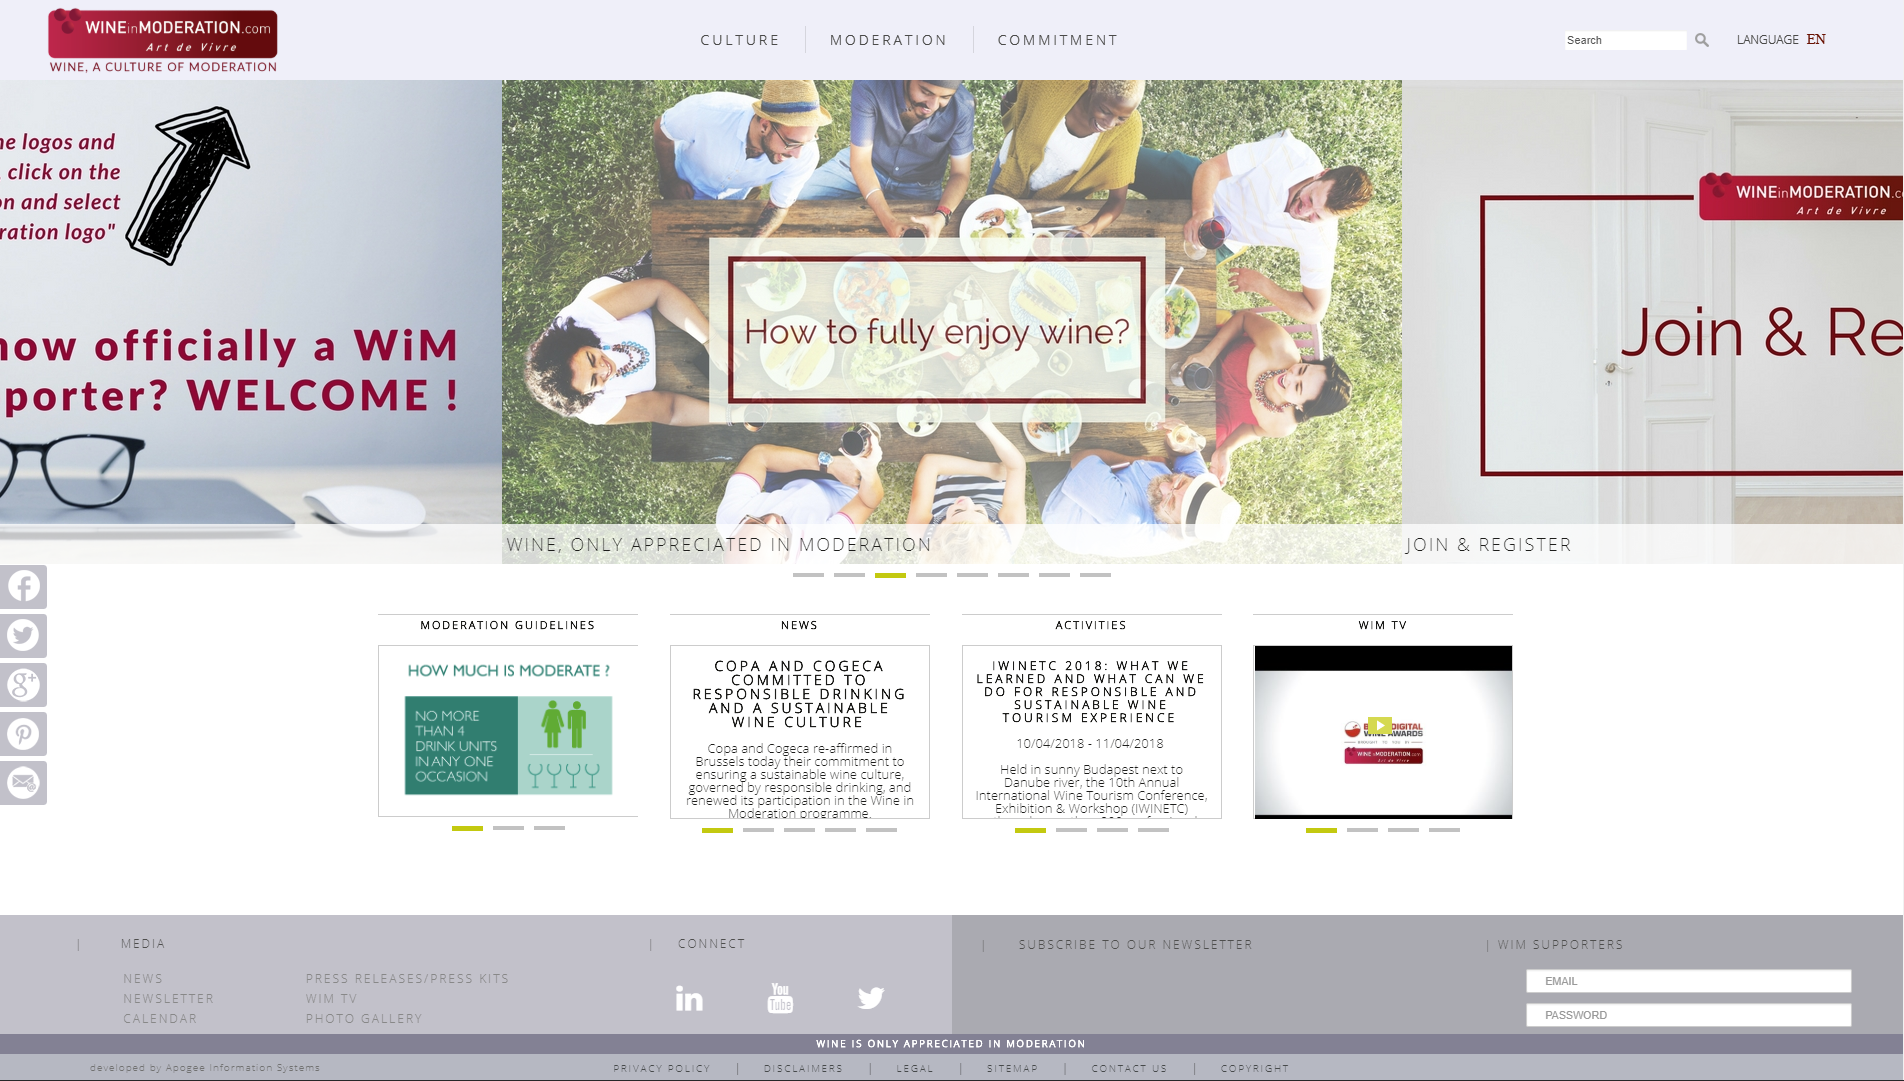 WINEinMODERATION.com
Art de Vivre
WINE, A CULTURE OF MODERATION
CULTURE
MODERATION
COMMITMENT
Search
LANGUAGE EN
logos and
click on the
and select
logo"
officially a WiM
WELCOME !
How to fully enjoy wine?
WINEinMODERATION
Art de Vivre
Join &
WINE, ONLY APPRECIATED IN MODERATION
JOIN & REGISTER
MODERATION GUIDELINES
HOW MUCH IS MODERATE ?
NO MORE
THAN 4
DRINK UNITS
IN ANY ONE
OCCASION
NEWS
COPA AND COGECA
COMMITTED TO
RESPONSIBLE DRINKING
AND A SUSTAINABLE
WINE CULTURE
Copa and Cogeca re-affirmed in
Brussels today their commitment to
ensuring a sustainable wine culture,
governed by responsible drinking, and
renewed its participation in the Wine in
Moderation programme.
ACTIVITIES
IWINETC 2018: WHAT WE
LEARNED AND WHAT CAN WE
DO FOR RESPONSIBLE AND
SUSTAINABLE WINE
TOURISM EXPERIENCE
10/04/2018 - 11/04/2018
Held in sunny Budapest next to
Danube river, the 10th Annual
International Wine Tourism Conference,
Exhibition & Workshop (IWINETC)
WIM TV
DIGITAL
WINE AWARDS
WINEinMODERATION.com
MEDIA
NEWS
NEWSLETTER
CALENDAR
PRESS RELEASES/PRESS KITS
WIM TV
PHOTO GALLERY
CONNECT
in
You
Tube
SUBSCRIBE TO OUR NEWSLETTER
WIM SUPPORTERS
EMAIL
PASSWORD
WINE IS ONLY APPRECIATED IN MODERATION
developed by Apogee Information Systems
PRIVACY POLICY | DISCLAIMERS | LEGAL | SITEMAP | CONTACT US | COPYRIGHT